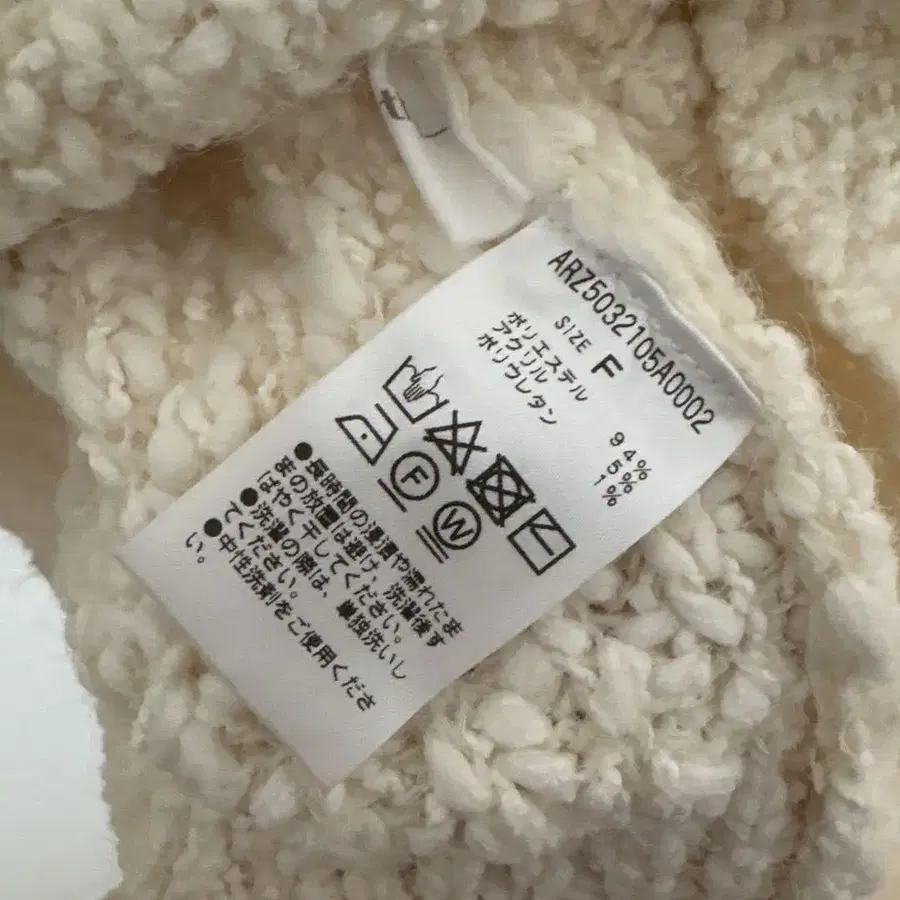 ARZ5032105A0002
SIZE F
ポリエステル 94%
アクリル 5%
ポリウレタン 1%
F
W
●長時間の浸漬や濡れたま
まの放置は避け、洗濯後す
ばやく干してください。
●洗濯の際は、単独洗いし
てください。
●中性洗剤をご使用くださ
い。